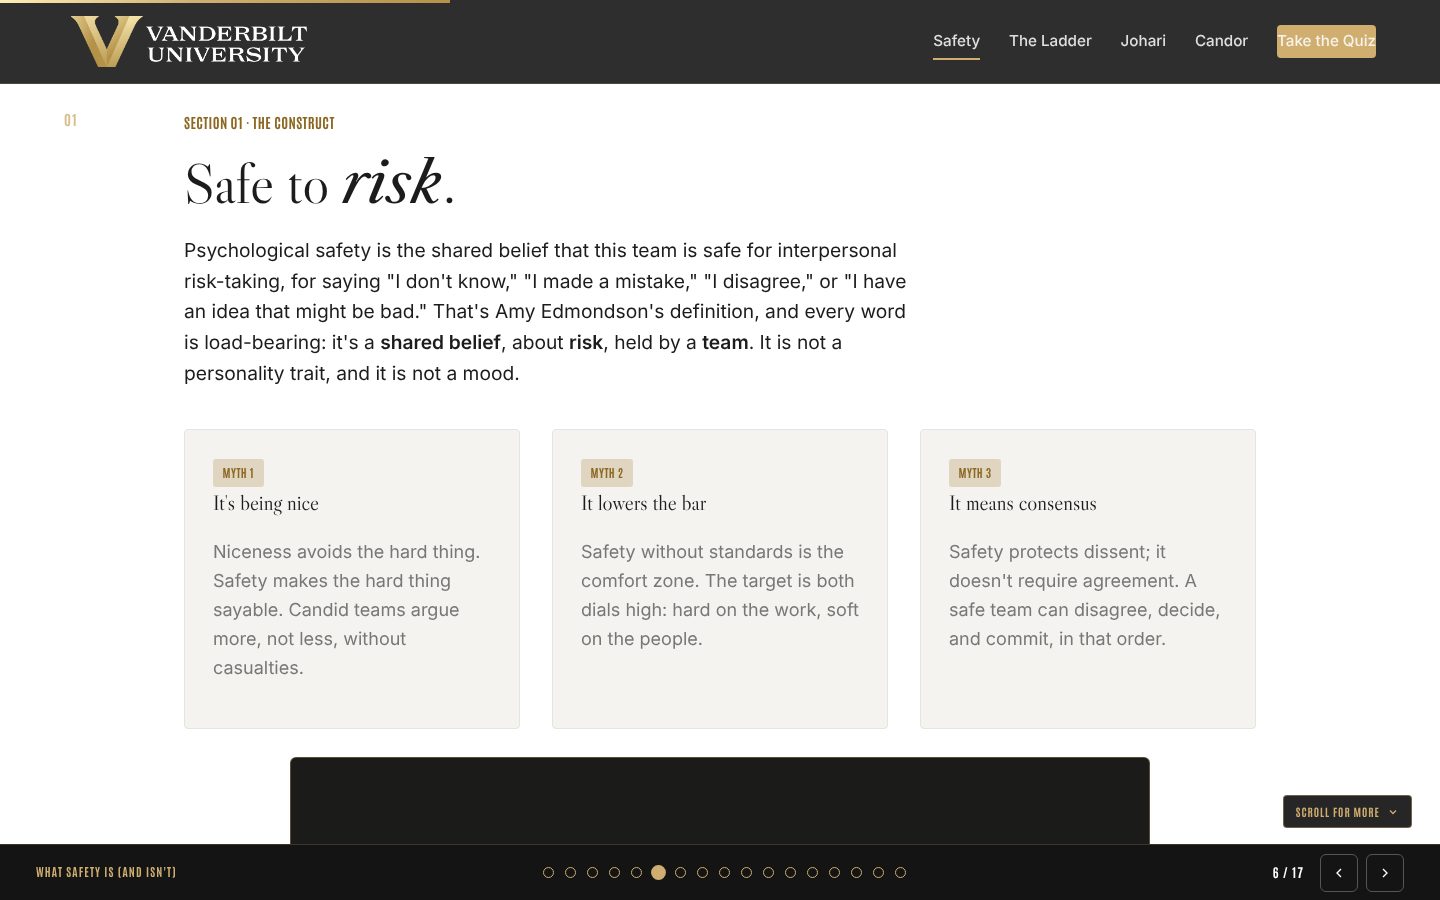 VANDERBILT
UNIVERSITY
Safety
The Ladder
Johari
Candor
Take the Quiz
01
SECTION 01 · THE CONSTRUCT
Safe to risk.
Psychological safety is the shared belief that this team is safe for interpersonal
risk-taking, for saying "I don't know," "I made a mistake," "I disagree," or "I have
an idea that might be bad." That's Amy Edmondson's definition, and every word
is load-bearing: it's a shared belief, about risk, held by a team. It is not a
personality trait, and it is not a mood.
MYTH 1
It's being nice
Niceness avoids the hard thing.
Safety makes the hard thing
sayable. Candid teams argue
more, not less, without
casualties.
MYTH 2
It lowers the bar
Safety without standards is the
comfort zone. The target is both
dials high: hard on the work, soft
on the people.
MYTH 3
It means consensus
Safety protects dissent; it
doesn't require agreement. A
safe team can disagree, decide,
and commit, in that order.
SCROLL FOR MORE
WHAT SAFETY IS (AND ISN'T)
6 / 17